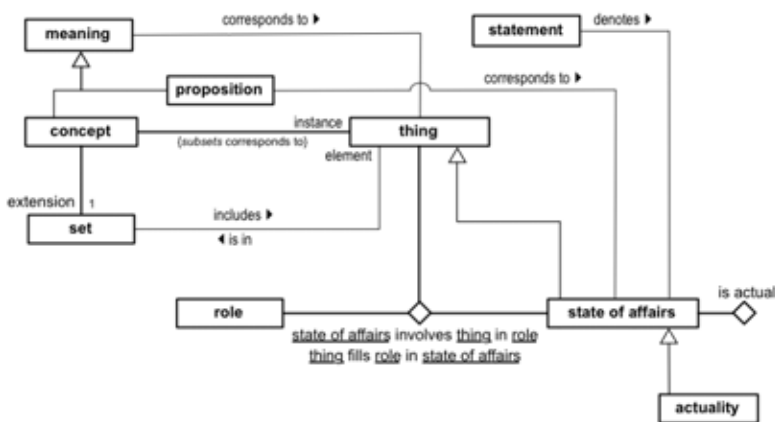 corresponds to ▶
meaning
statement
denotes ▶
proposition
corresponds to ▶
concept
instance
thing
{subsets corresponds to}
element
extension
1
set
includes ▶
◀ is in
is actual
role
state of affairs
state of affairs involves thing in role
thing fills role in state of affairs
actuality